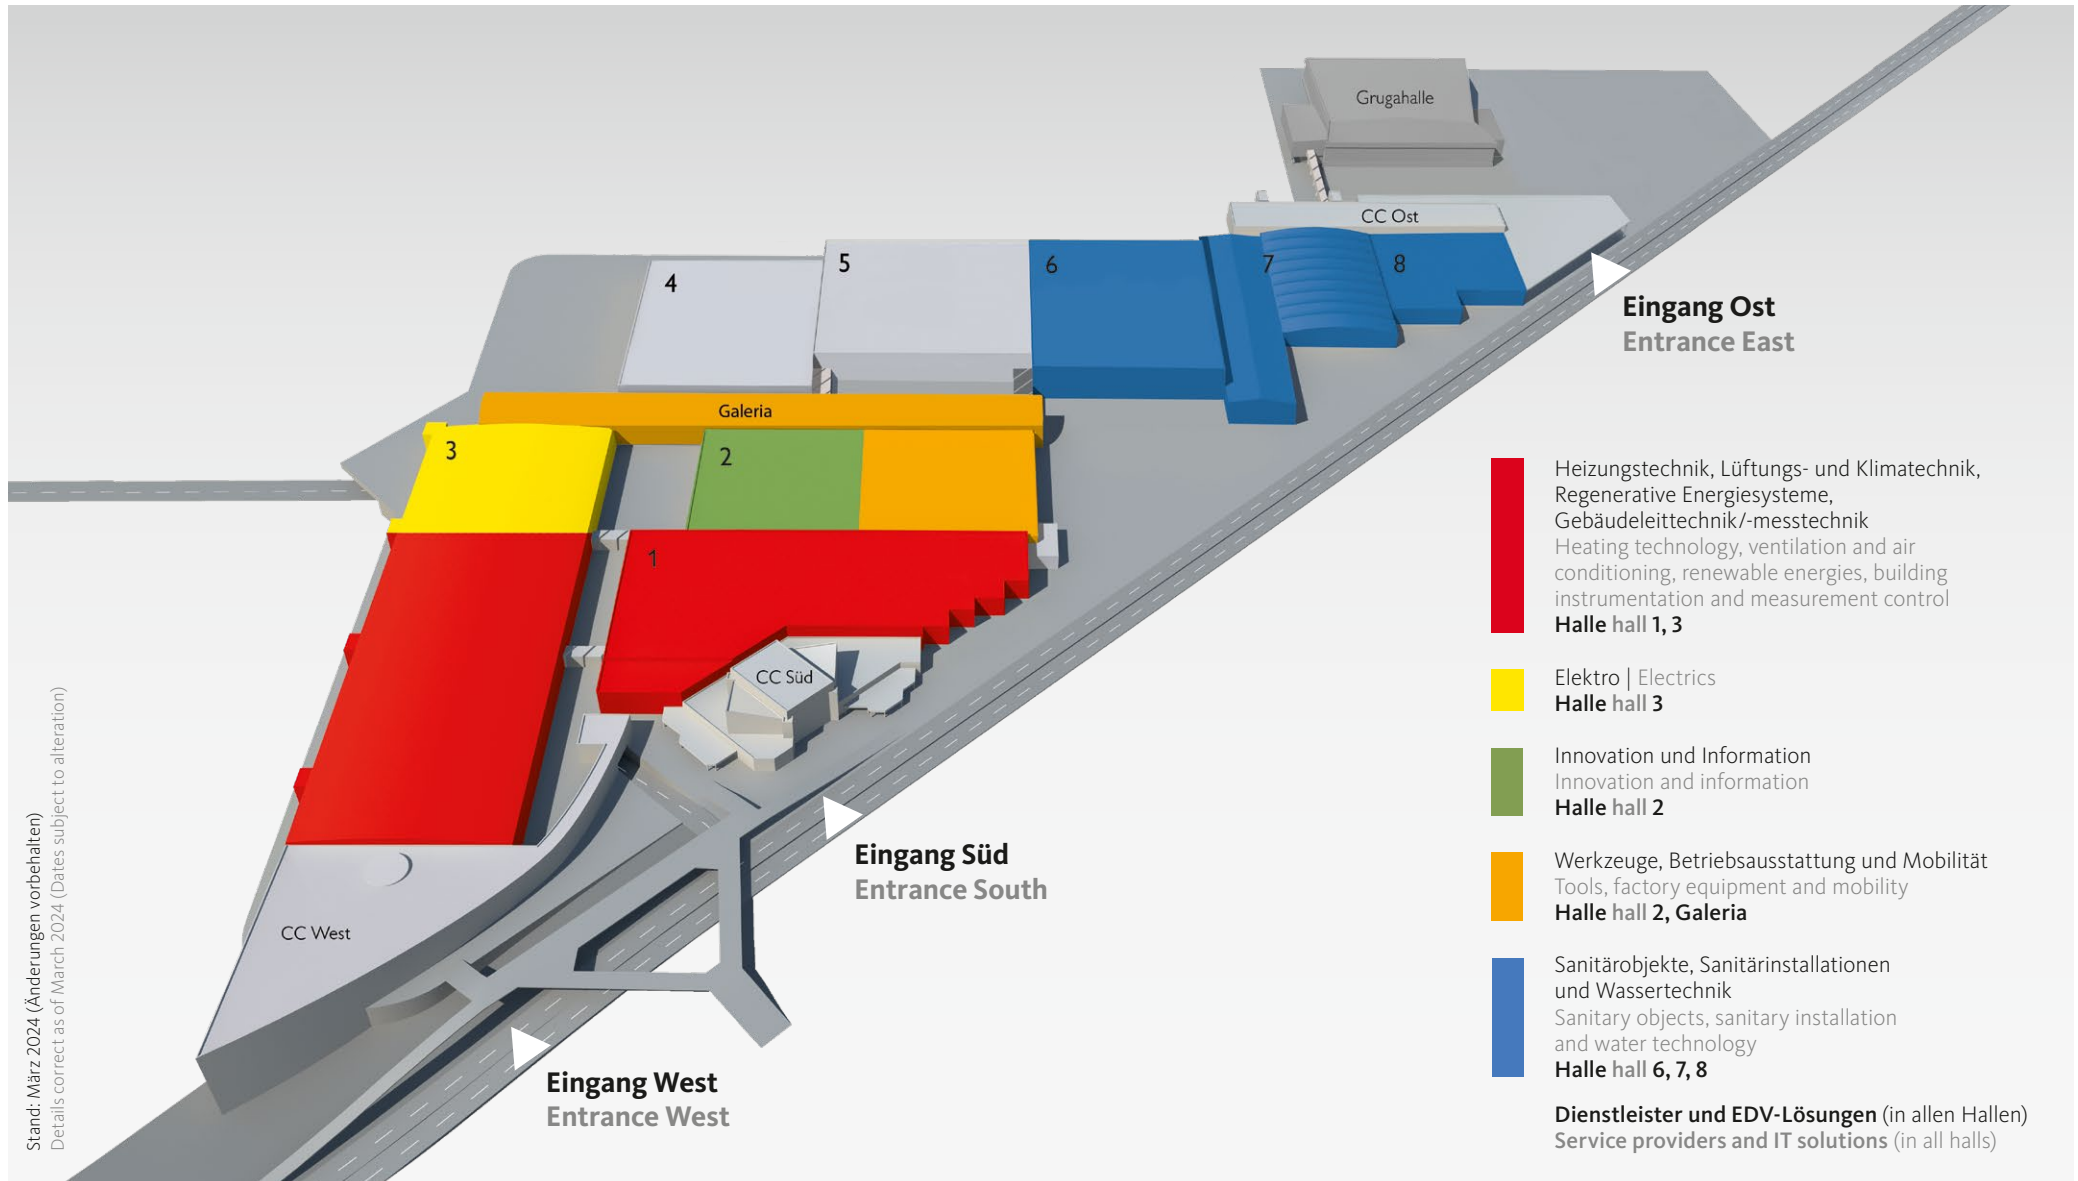 Grugahalle
CC Ost
4
5
6
7
8
Eingang Ost
Entrance East
Galeria
3
2
1
CC Süd
CC West
Eingang Süd
Entrance South
Eingang West
Entrance West
Heizungstechnik, Lüftungs- und Klimatechnik,
Regenerative Energiesysteme,
Gebäudeleittechnik/-messtechnik
Heating technology, ventilation and air
conditioning, renewable energies, building
instrumentation and measurement control
Halle hall 1, 3
Elektro | Electrics
Halle hall 3
Innovation und Information
Innovation and information
Halle hall 2
Werkzeuge, Betriebsausstattung und Mobilität
Tools, factory equipment and mobility
Halle hall 2, Galeria
Sanitärobjekte, Sanitärinstallationen
und Wassertechnik
Sanitary objects, sanitary installation
and water technology
Halle hall 6, 7, 8
Dienstleister und EDV-Lösungen (in allen Hallen)
Service providers and IT solutions (in all halls)
Stand: März 2024 (Änderungen vorbehalten)
Details correct as of March 2024 (Dates subject to alteration)